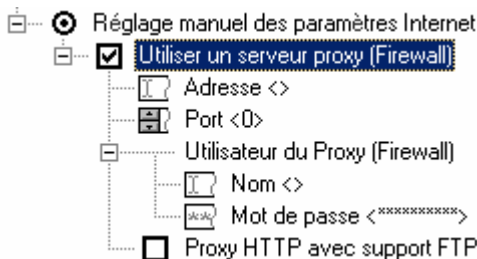 Réglage manuel des paramètres Internet
Utiliser un serveur proxy (Firewall)
Adresse <>
Port <0>
Utilisateur du Proxy (Firewall)
Nom <>
Mot de passe <**********>
Proxy HTTP avec support FTP